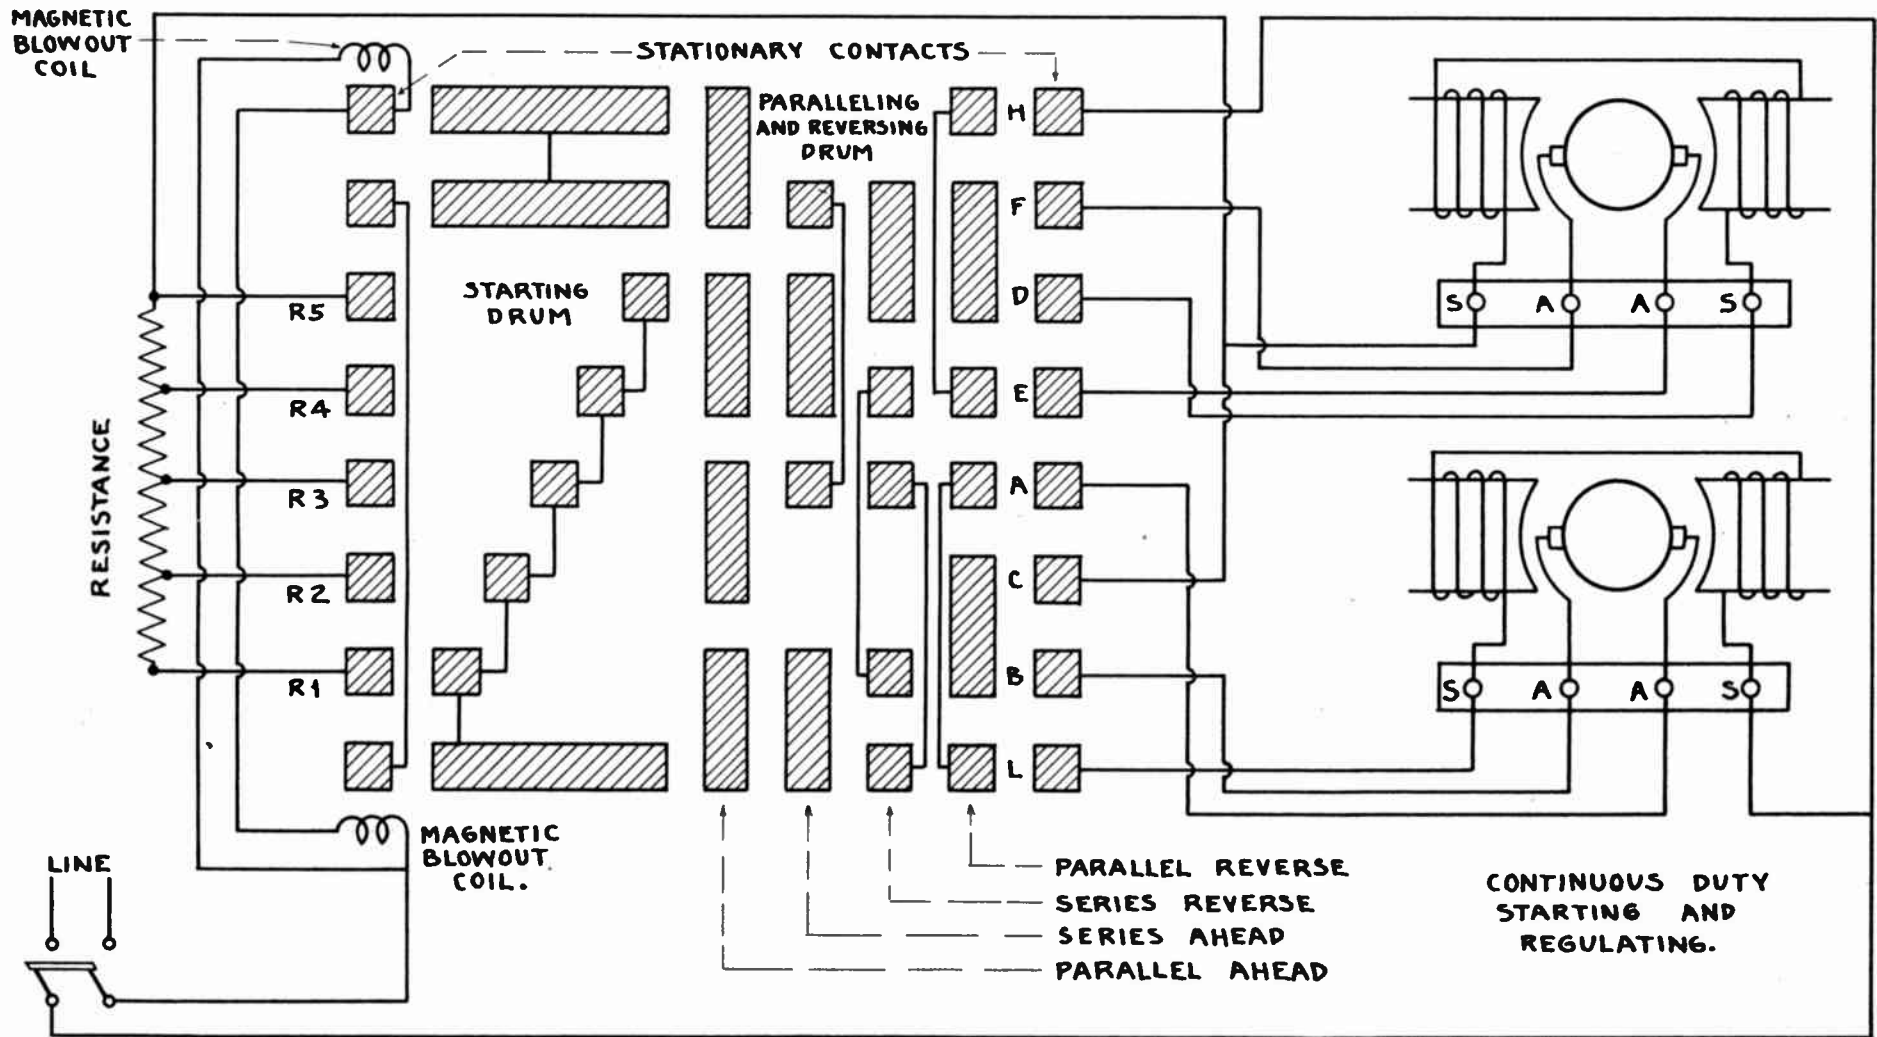 MAGNETIC
BLOWOUT
COIL
STATIONARY CONTACTS
PARALLELING
AND REVERSING
DRUM
H
F
D
E
A
C
B
L
STARTING
DRUM
R5
R4
R3
R2
R1
RESISTANCE
S A A S
S A A S
MAGNETIC
BLOWOUT
COIL.
LINE
PARALLEL REVERSE
SERIES REVERSE
SERIES AHEAD
PARALLEL AHEAD
CONTINUOUS DUTY
STARTING AND
REGULATING.